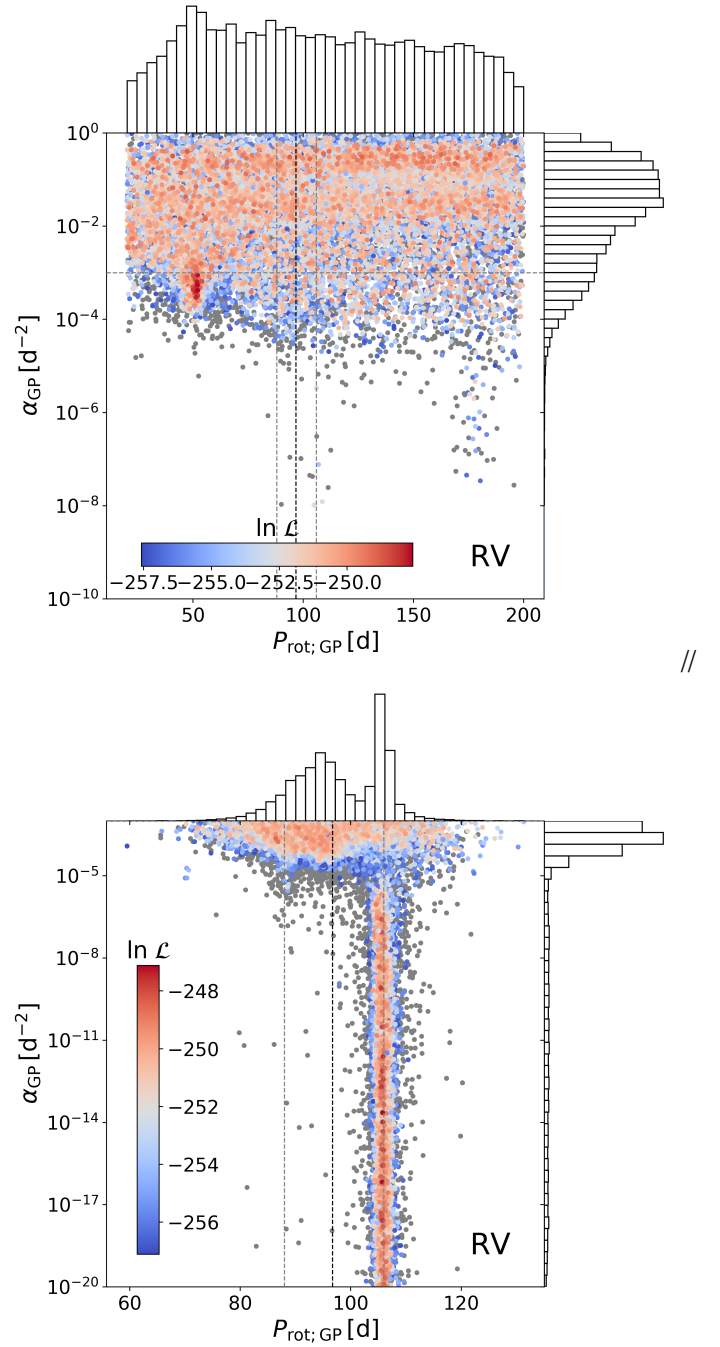 10⁰
10⁻²
10⁻⁴
10⁻⁶
10⁻⁸
10⁻¹⁰
α_GP [d⁻²]
ln ℒ
−257.5 −255.0 −252.5 −250.0
RV
50 100 150 200
P_rot; GP [d]
//
10⁻⁵
10⁻⁸
10⁻¹¹
10⁻¹⁴
10⁻¹⁷
10⁻²⁰
α_GP [d⁻²]
ln ℒ
−248
−250
−252
−254
−256
RV
60 80 100 120
P_rot; GP [d]